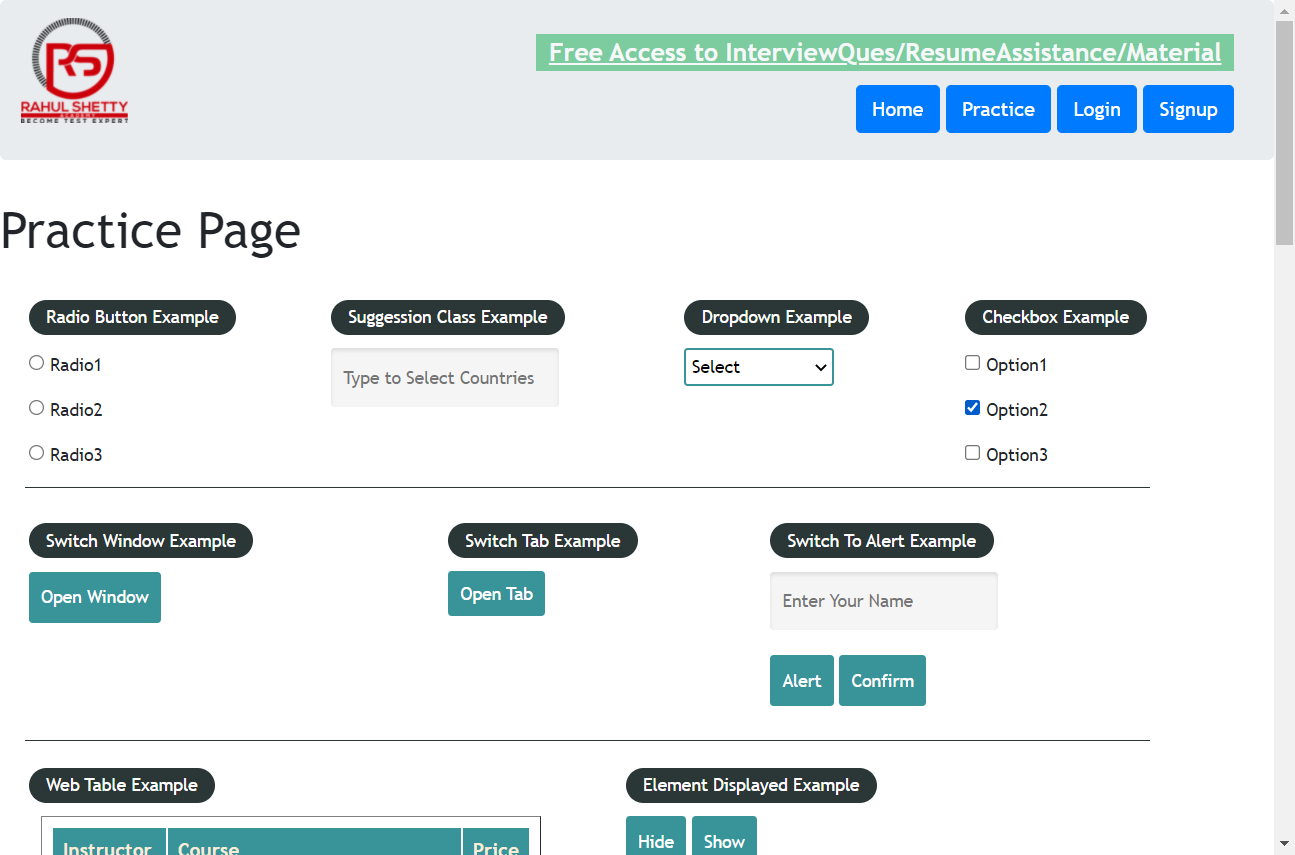 RS
RAHUL SHETTY
ACADEMY
BECOME TEST EXPERT
Free Access to InterviewQues/ResumeAssistance/Material
Home Practice Login Signup
Practice Page
Radio Button Example
Radio1
Radio2
Radio3
Suggession Class Example
Type to Select Countries
Dropdown Example
Select
Checkbox Example
Option1
Option2
Option3
Switch Window Example
Open Window
Switch Tab Example
Open Tab
Switch To Alert Example
Enter Your Name
Alert Confirm
Web Table Example
Instructor Course Price
Element Displayed Example
Hide Show